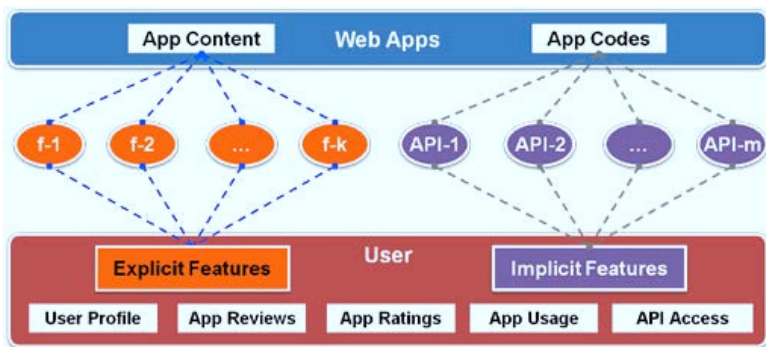 App Content
Web Apps
App Codes
f-1
f-2
...
f-k
API-1
API-2
...
API-m
User
Explicit Features
Implicit Features
User Profile
App Reviews
App Ratings
App Usage
API Access